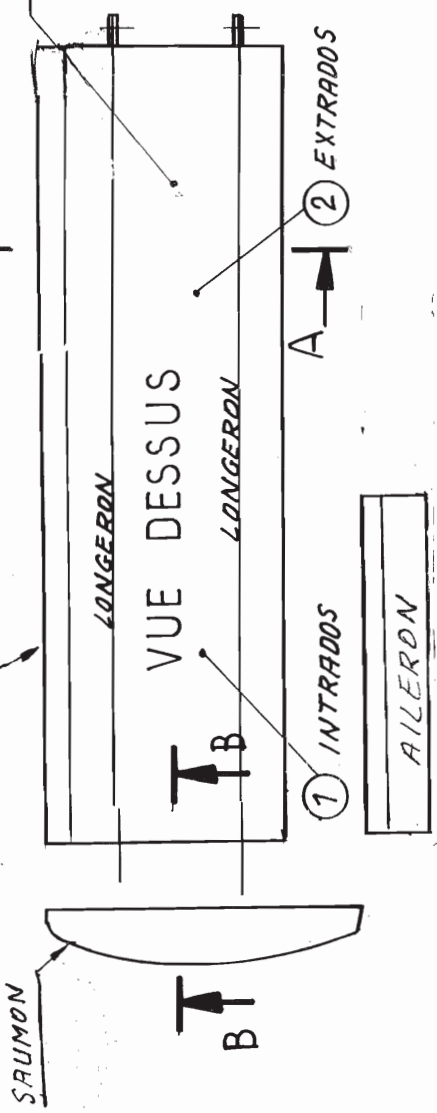 2 EXTRADOS
A
LONGERON
VUE DESSUS
LONGERON
B
1 INTRADOS
AILERON
SAUMON
B